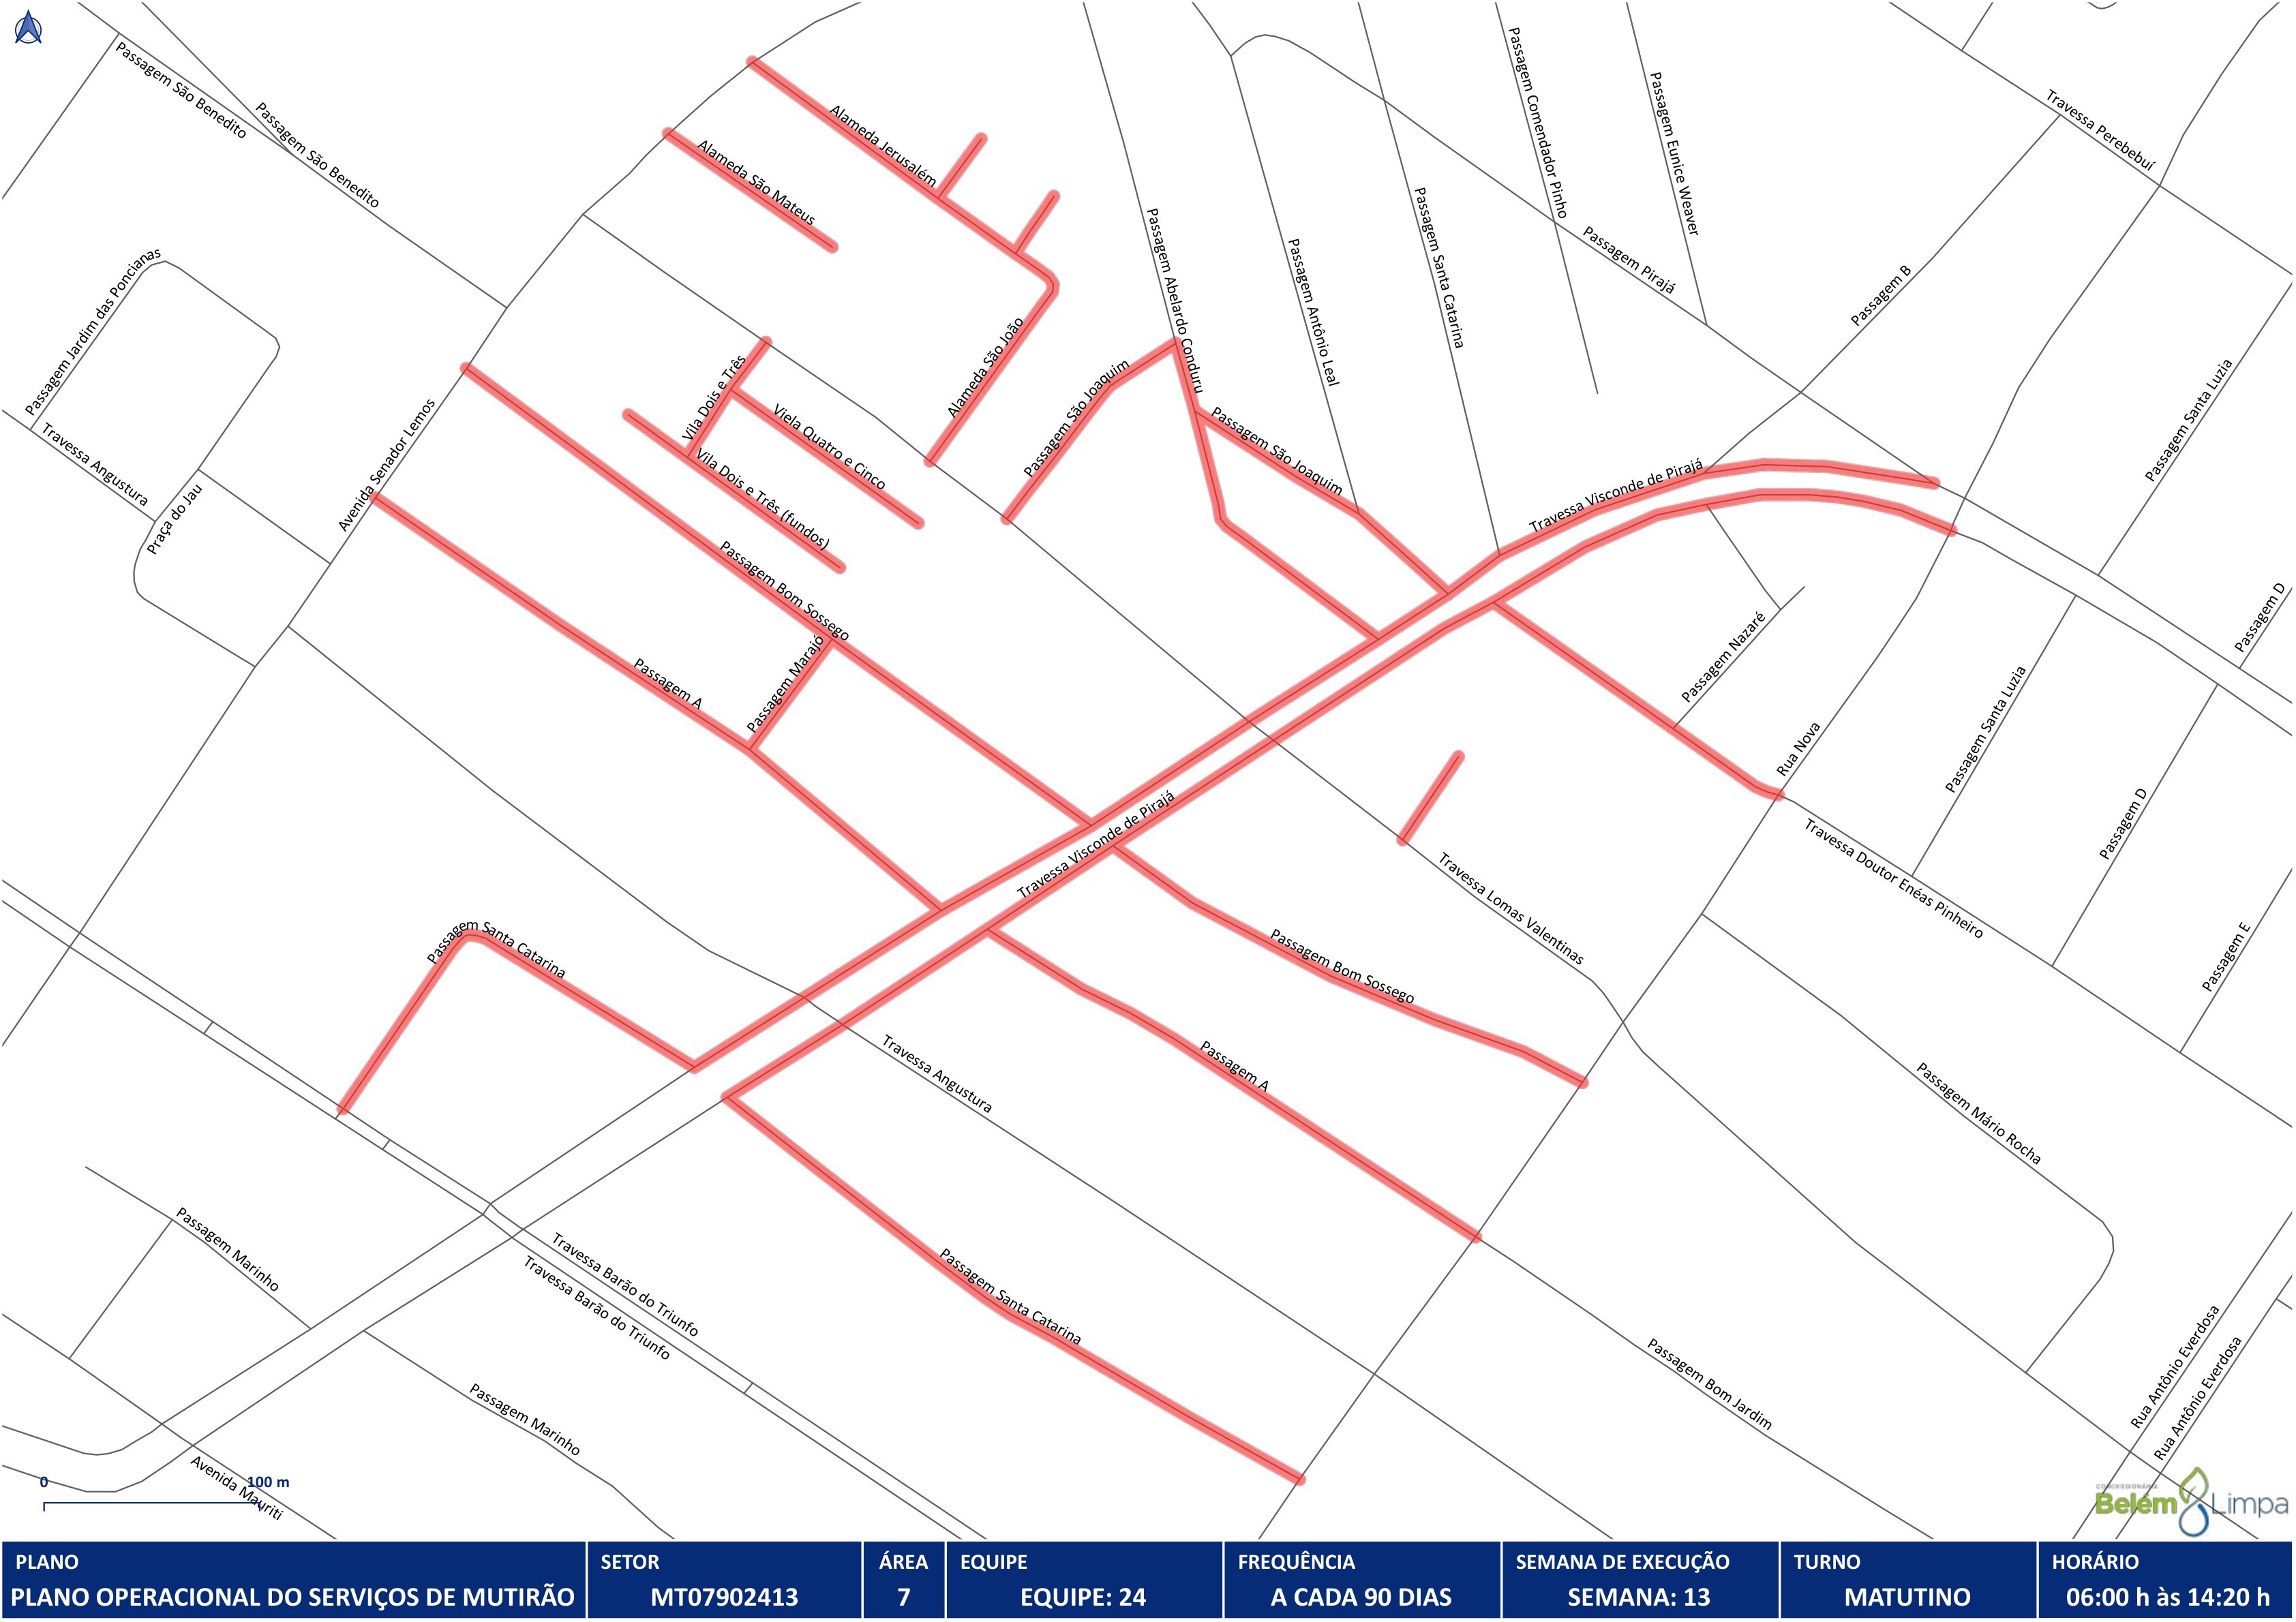 Passagem São Benedito
Passagem São Benedito
Alameda Jerusalém
Alameda São Mateus
Passagem Comendador Pinho
Passagem Eunice Weaver
Travessa Perebebuí
Passagem Abelardo Conduru
Passagem Antônio Leal
Passagem Santa Catarina
Passagem Pirajá
Passagem B
Passagem Jardim das Poncianas
Travessa Angustura
Praça do Jau
Avenida Senador Lemos
Vila Dois e Três
Viela Quatro e Cinco
Vila Dois e Três (fundos)
Alameda São João
Passagem São Joaquim
Passagem São Joaquim
Travessa Visconde de Pirajá
Passagem Santa Luzia
Passagem Bom Sossego
Passagem Marajó
Passagem A
Passagem Nazaré
Rua Nova
Passagem Santa Luzia
Passagem D
Passagem D
Travessa Visconde de Pirajá
Travessa Doutor Enéas Pinheiro
Travessa Lomas Valentinas
Passagem E
Passagem Santa Catarina
Passagem Bom Sossego
Passagem A
Travessa Angustura
Passagem Mário Rocha
Passagem Marinho
Travessa Barão do Triunfo
Travessa Barão do Triunfo
Passagem Santa Catarina
Passagem Bom Jardim
Rua Antônio Everdosa
Rua Antônio Everdosa
Passagem Marinho
Avenida Mauriti
0 100 m
CONCESSIONÁRIA
Belém Limpa
PLANO
PLANO OPERACIONAL DO SERVIÇOS DE MUTIRÃO
SETOR
MT07902413
ÁREA
7
EQUIPE
EQUIPE: 24
FREQUÊNCIA
A CADA 90 DIAS
SEMANA DE EXECUÇÃO
SEMANA: 13
TURNO
MATUTINO
HORÁRIO
06:00 h às 14:20 h